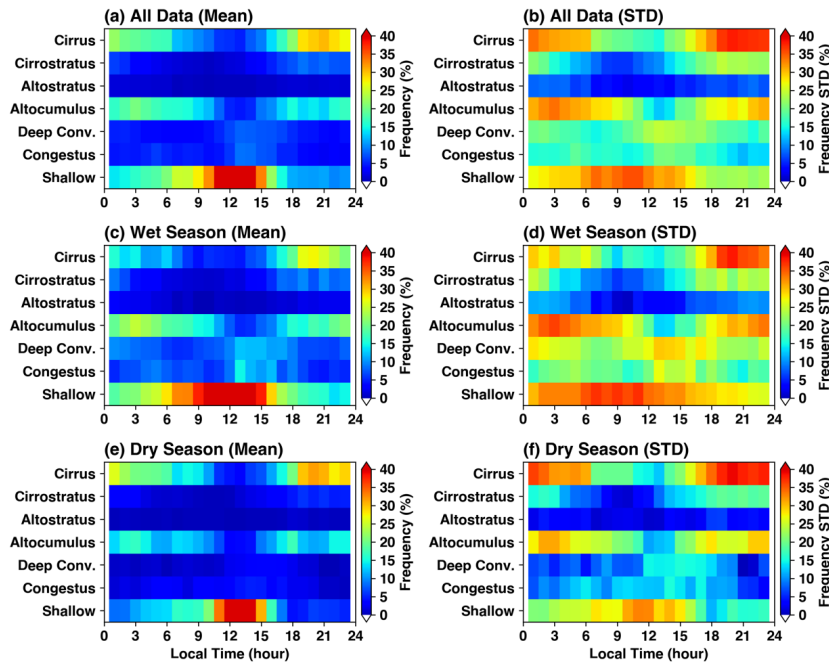 (a) All Data (Mean)
Cirrus
Cirrostratus
Altostratus
Altocumulus
Deep Conv.
Congestus
Shallow
0 3 6 9 12 15 18 21 24
40
35
30
25
20
15
10
5
0
Frequency (%)
(b) All Data (STD)
Cirrus
Cirrostratus
Altostratus
Altocumulus
Deep Conv.
Congestus
Shallow
0 3 6 9 12 15 18 21 24
40
35
30
25
20
15
10
5
0
Frequency STD (%)
(c) Wet Season (Mean)
Cirrus
Cirrostratus
Altostratus
Altocumulus
Deep Conv.
Congestus
Shallow
0 3 6 9 12 15 18 21 24
40
35
30
25
20
15
10
5
0
Frequency (%)
(d) Wet Season (STD)
Cirrus
Cirrostratus
Altostratus
Altocumulus
Deep Conv.
Congestus
Shallow
0 3 6 9 12 15 18 21 24
40
35
30
25
20
15
10
5
0
Frequency STD (%)
(e) Dry Season (Mean)
Cirrus
Cirrostratus
Altostratus
Altocumulus
Deep Conv.
Congestus
Shallow
0 3 6 9 12 15 18 21 24
Local Time (hour)
40
35
30
25
20
15
10
5
0
Frequency (%)
(f) Dry Season (STD)
Cirrus
Cirrostratus
Altostratus
Altocumulus
Deep Conv.
Congestus
Shallow
0 3 6 9 12 15 18 21 24
Local Time (hour)
40
35
30
25
20
15
10
5
0
Frequency STD (%)